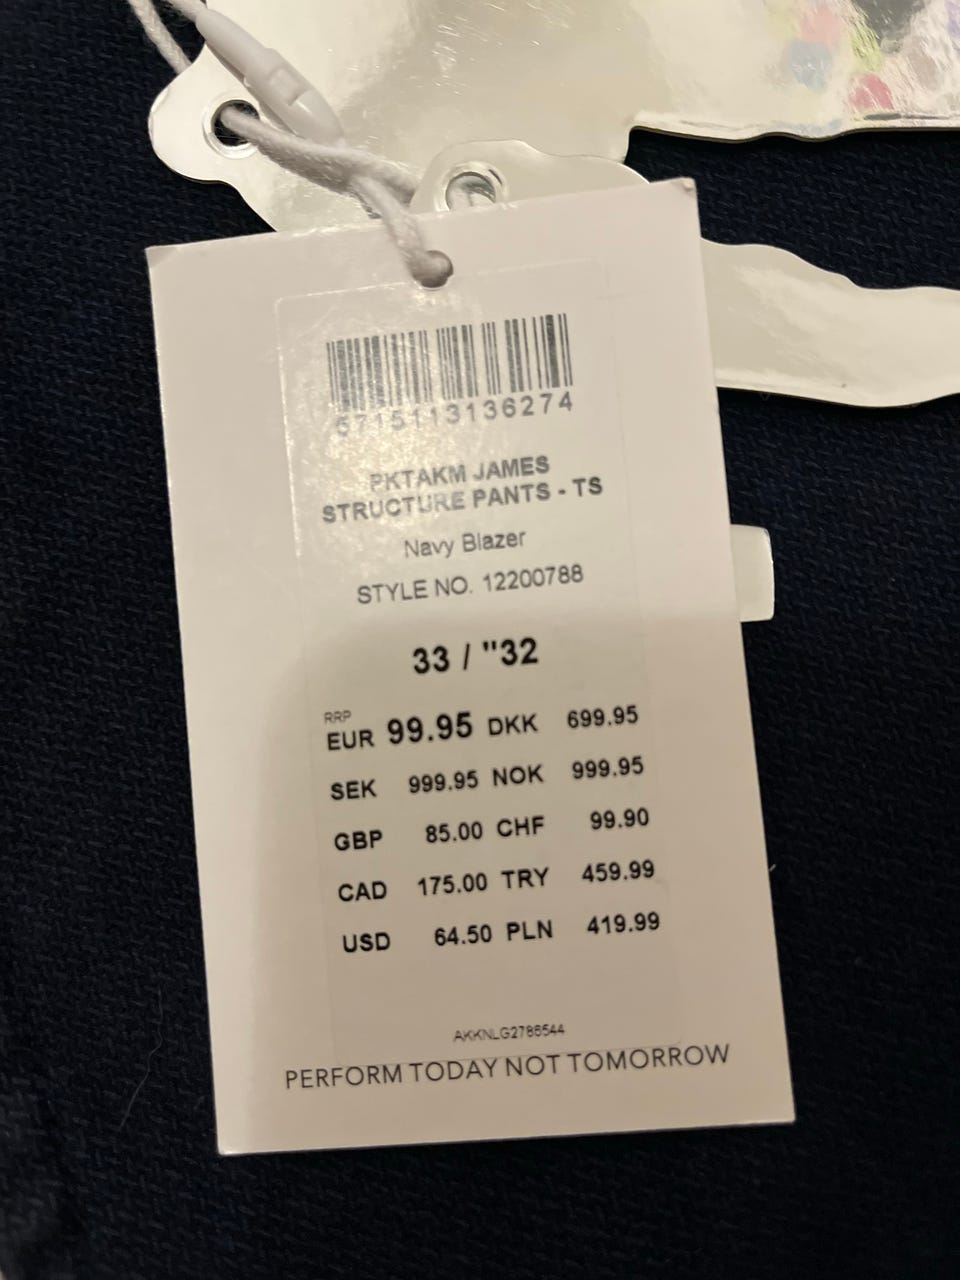 5715113136274
PKTAKM JAMES
STRUCTURE PANTS - TS
Navy Blazer
STYLE NO. 12200788
33 / "32
RRP
EUR 99.95 DKK 699.95
SEK 999.95 NOK 999.95
GBP 85.00 CHF 99.90
CAD 175.00 TRY 459.99
USD 64.50 PLN 419.99
AKKNLG2786544
PERFORM TODAY NOT TOMORROW